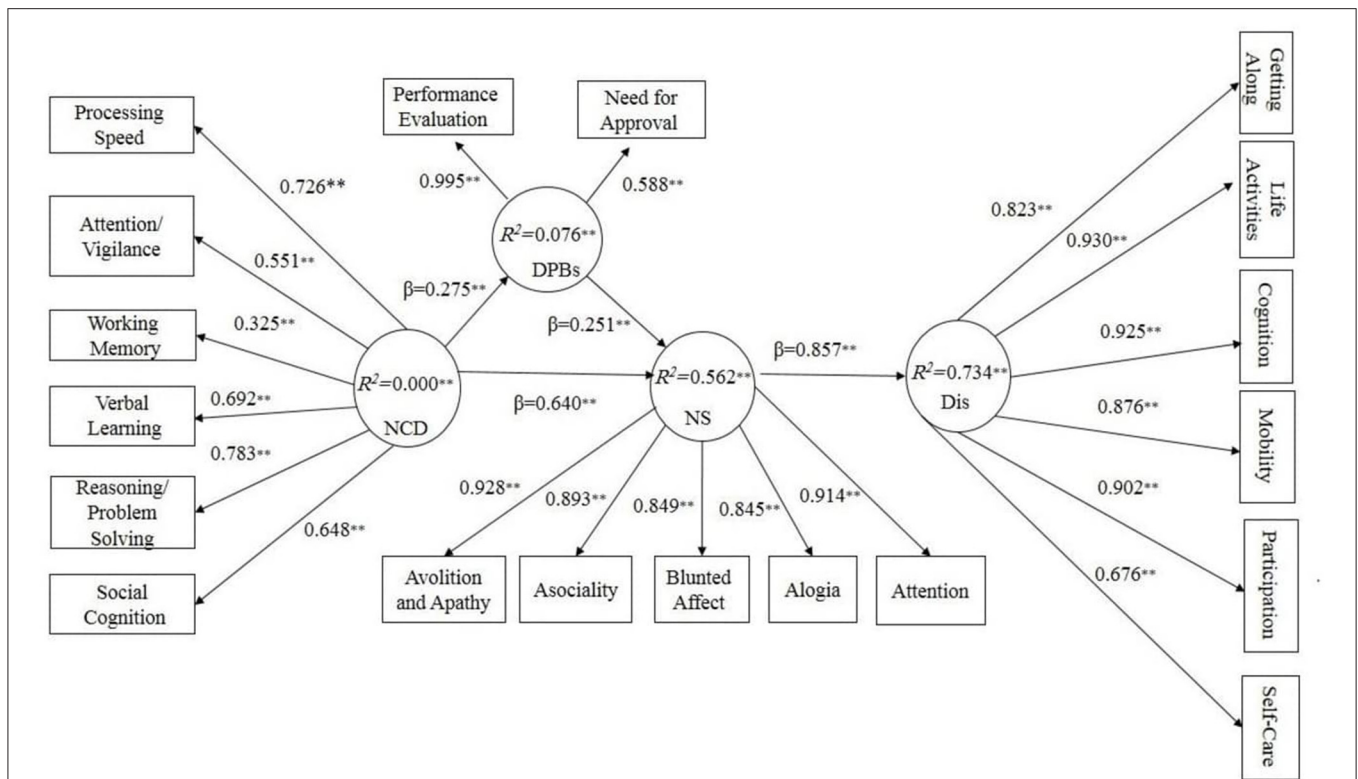 Processing
Speed
Attention/
Vigilance
Working
Memory
Verbal
Learning
Reasoning/
Problem
Solving
Social
Cognition
0.726**
0.551**
0.325**
0.692**
0.783**
0.648**
R²=0.000**
NCD
Performance
Evaluation
Need for
Approval
0.995**
0.588**
R²=0.076**
DPBs
β=0.275**
β=0.251**
β=0.640**
R²=0.562**
NS
β=0.857**
0.928**
0.893**
0.849**
0.845**
0.914**
Avolition
and Apathy
Asociality
Blunted
Affect
Alogia
Attention
R²=0.734**
Dis
0.823**
0.930**
0.925**
0.876**
0.902**
0.676**
Getting
Along
Life
Activities
Cognition
Mobility
Participation
Self-Care